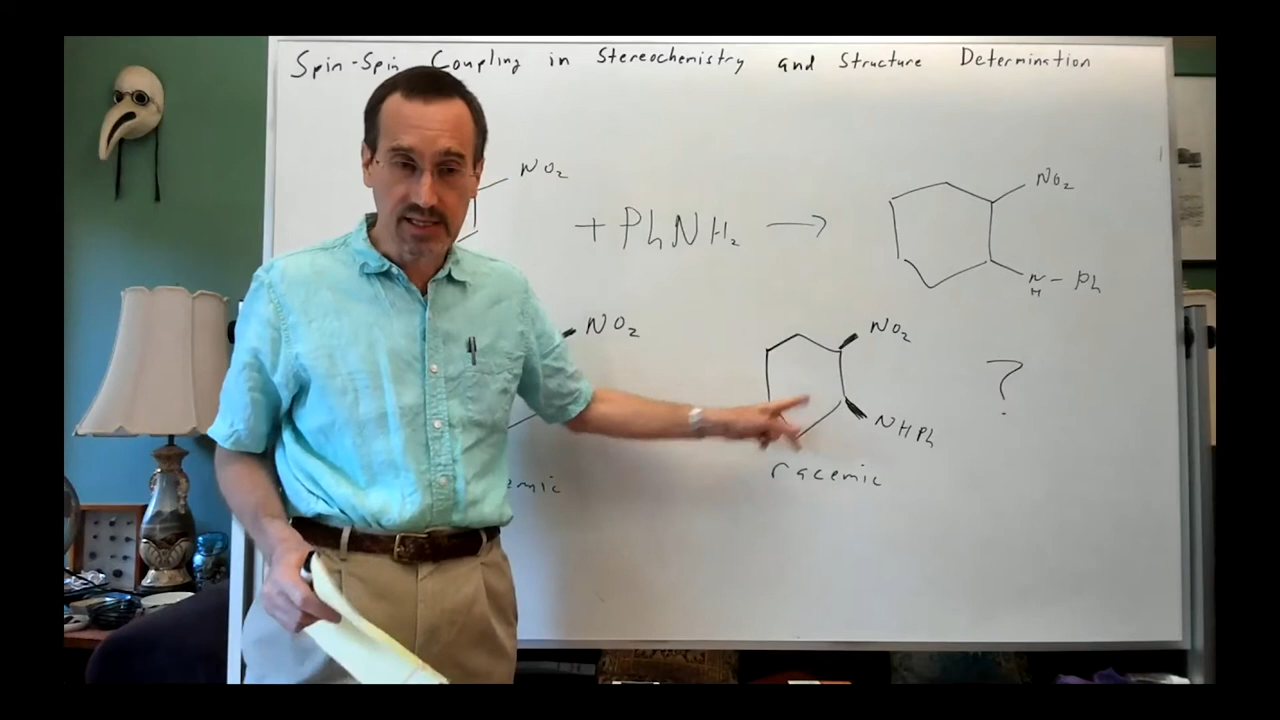 Spin-Spin Coupling in Stereochemistry and Structure Determination
NO2
+ PhNH2 →
NO2
N
H
- Ph
NO2
NO2
NHPh
?
racemic